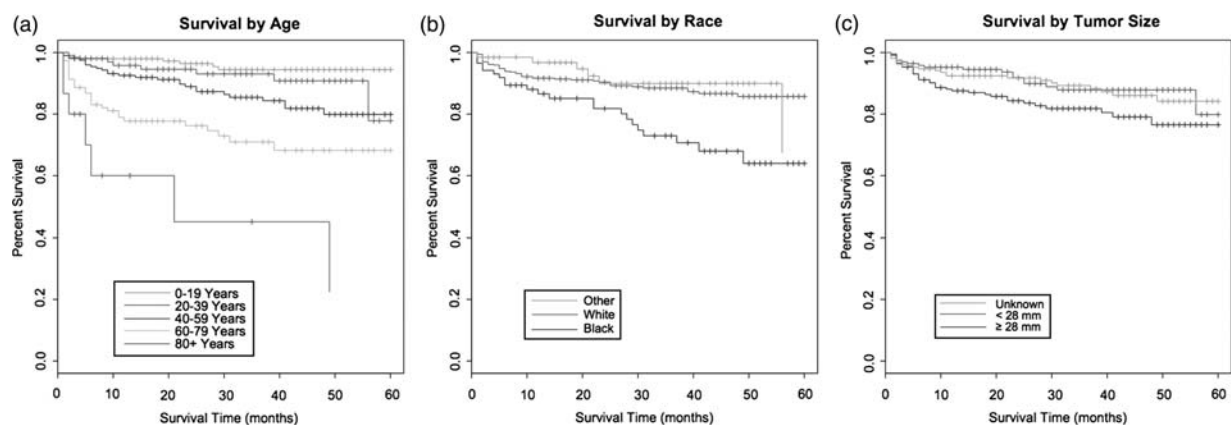 (a)
Survival by Age
Percent Survival
1.0
0.8
0.6
0.4
0.2
0.0
0-19 Years
20-39 Years
40-59 Years
60-79 Years
80+ Years
0 10 20 30 40 50 60
Survival Time (months)
(b)
Survival by Race
Percent Survival
1.0
0.8
0.6
0.4
0.2
0.0
Other
White
Black
0 10 20 30 40 50 60
Survival Time (months)
(c)
Survival by Tumor Size
Percent Survival
1.0
0.8
0.6
0.4
0.2
0.0
Unknown
< 28 mm
≥ 28 mm
0 10 20 30 40 50 60
Survival Time (months)